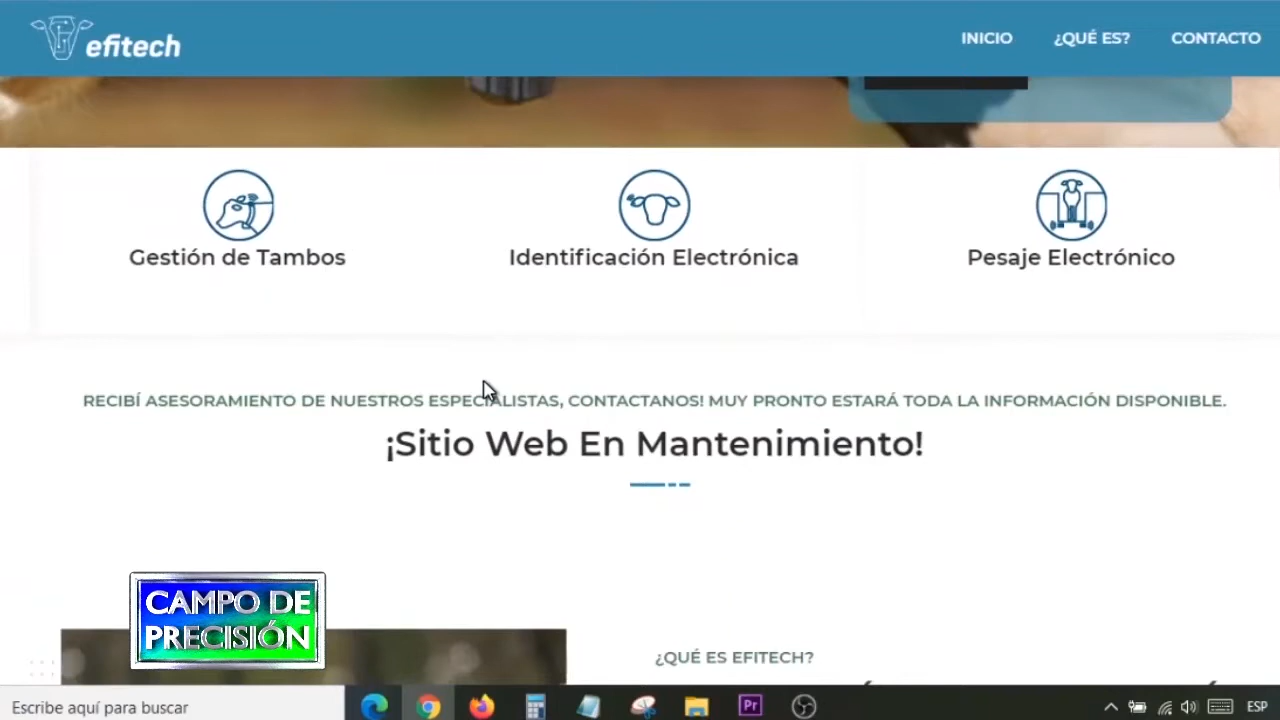 efitech
INICIO
¿QUÉ ES?
CONTACTO
Gestión de Tambos
Identificación Electrónica
Pesaje Electrónico
RECIBÍ ASESORAMIENTO DE NUESTROS ESPECIALISTAS, CONTACTANOS! MUY PRONTO ESTARÁ TODA LA INFORMACIÓN DISPONIBLE.
¡Sitio Web En Mantenimiento!
CAMPO DE
PRECISIÓN
¿QUÉ ES EFITECH?
Escribe aquí para buscar
Pr
ESP